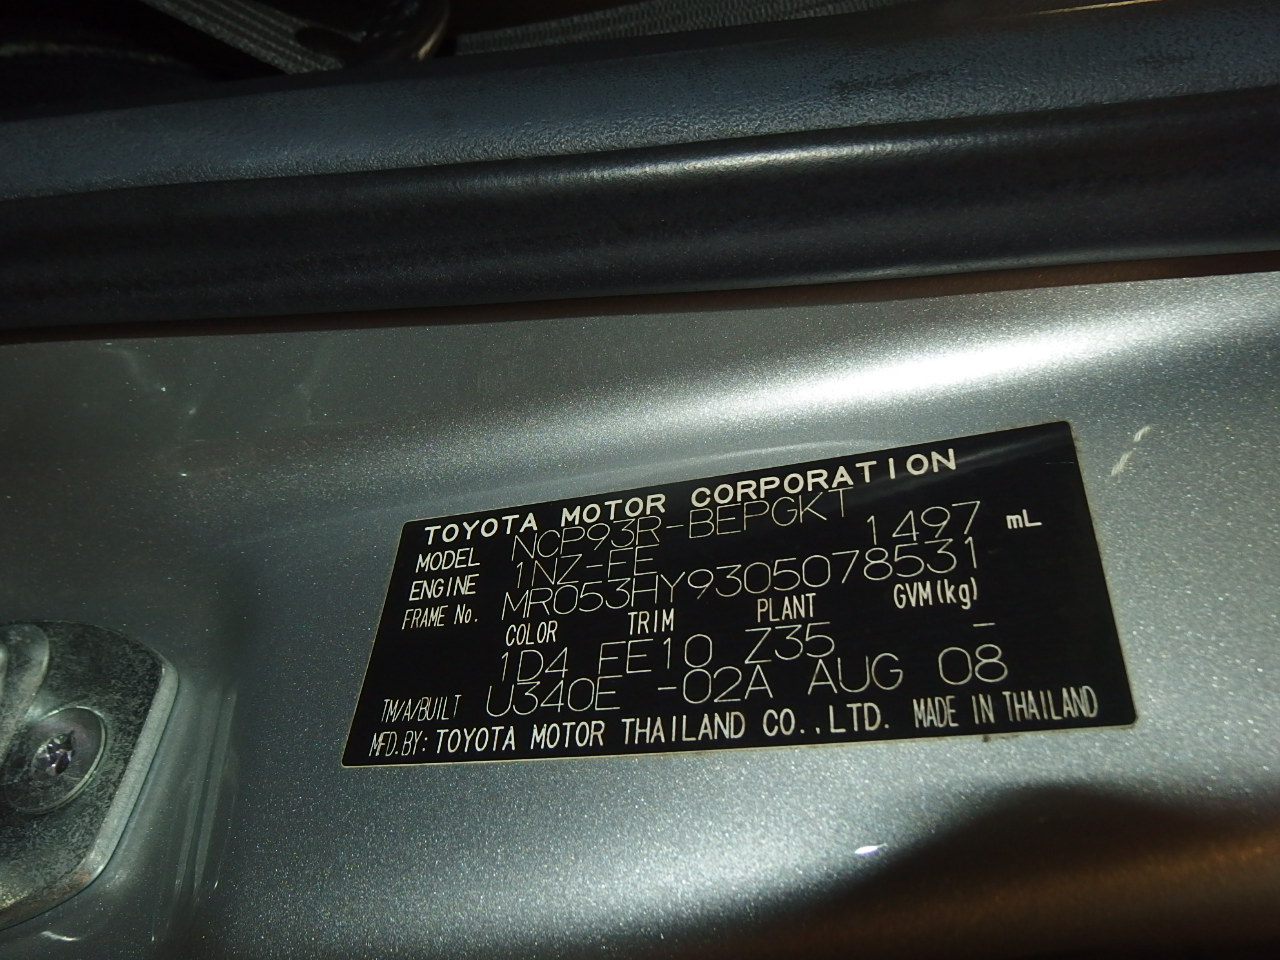 TOYOTA MOTOR CORPORATION
MODEL NCP93R-BEPGKT
ENGINE 1NZ-FE 1497 mL
FRAME No. MR053HY9305078531
COLOR TRIM PLANT GVM(kg)
1D4 FE10 Z35 -
TM/A/BUILT U340E -02A AUG 08
MFD.BY: TOYOTA MOTOR THAILAND CO.,LTD. MADE IN THAILAND